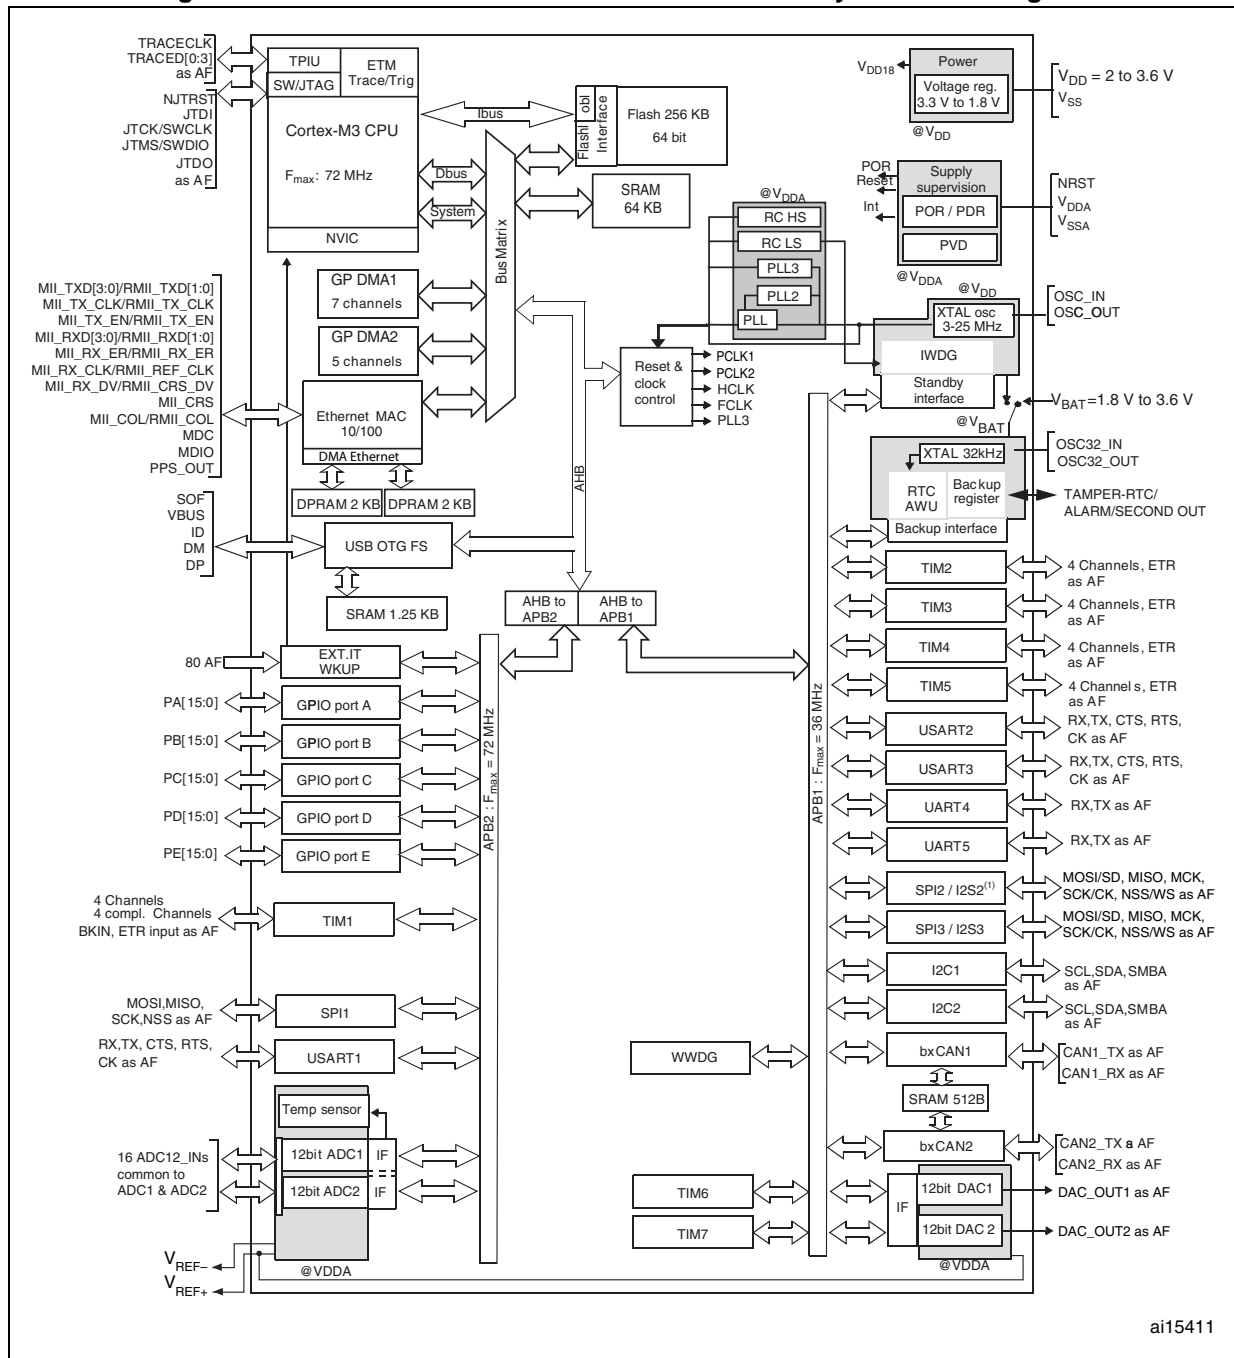 TRACECLK
TRACED[0:3]
as AF
NJTRST
JTDI
JTCK/SWCLK
JTMS/SWDIO
JTDO
as AF
TPIU
SW/JTAG
ETM
Trace/Trig
Cortex-M3 CPU
Fmax: 72 MHz
NVIC
Ibus
Dbus
System
Bus Matrix
Flashl
obl
Interface
Flash 256 KB
64 bit
SRAM
64 KB
VDD18
Power
Voltage reg.
3.3 V to 1.8 V
@VDD
VDD = 2 to 3.6 V
VSS
POR
Reset
Int
Supply
supervision
POR / PDR
PVD
@VDDA
NRST
VDDA
VSSA
@VDDA
RC HS
RC LS
PLL3
PLL2
PLL
@VDD
XTAL osc
3-25 MHz
IWDG
Standby
interface
OSC_IN
OSC_OUT
VBAT=1.8 V to 3.6 V
@VBAT
GP DMA1
7 channels
GP DMA2
5 channels
Reset &
clock
control
PCLK1
PCLK2
HCLK
FCLK
PLL3
MII_TXD[3:0]/RMII_TXD[1:0]
MII_TX_CLK/RMII_TX_CLK
MII_TX_EN/RMII_TX_EN
MII_RXD[3:0]/RMII_RXD[1:0]
MII_RX_ER/RMII_RX_ER
MII_RX_CLK/RMII_REF_CLK
MII_RX_DV/RMII_CRS_DV
MII_CRS
MII_COL/RMII_COL
MDC
MDIO
PPS_OUT
Ethernet MAC
10/100
DMA Ethernet
DPRAM 2 KB
DPRAM 2 KB
AHB
XTAL 32kHz
RTC
AWU
Backup
register
Backup interface
OSC32_IN
OSC32_OUT
TAMPER-RTC/
ALARM/SECOND OUT
SOF
VBUS
ID
DM
DP
USB OTG FS
SRAM 1.25 KB
AHB to
APB2
AHB to
APB1
80 AF
EXT.IT
WKUP
PA[15:0]
GPIO port A
PB[15:0]
GPIO port B
PC[15:0]
GPIO port C
PD[15:0]
GPIO port D
PE[15:0]
GPIO port E
4 Channels
4 compl. Channels
BKIN, ETR input as AF
TIM1
MOSI,MISO,
SCK,NSS as AF
SPI1
RX,TX, CTS, RTS,
CK as AF
USART1
Temp sensor
16 ADC12_INs
common to
ADC1 & ADC2
12bit ADC1
IF
12bit ADC2
IF
VREF–
VREF+
@VDDA
APB2 : Fmax = 72 MHz
APB1 : Fmax = 36 MHz
WWDG
TIM6
TIM7
TIM2
4 Channels, ETR
as AF
TIM3
4 Channels, ETR
as AF
TIM4
4 Channels, ETR
as AF
TIM5
4 Channels, ETR
as AF
USART2
RX,TX, CTS, RTS,
CK as AF
USART3
RX,TX, CTS, RTS,
CK as AF
UART4
RX,TX as AF
UART5
RX,TX as AF
SPI2 / I2S2(1)
MOSI/SD, MISO, MCK,
SCK/CK, NSS/WS as AF
SPI3 / I2S3
MOSI/SD, MISO, MCK,
SCK/CK, NSS/WS as AF
I2C1
SCL,SDA,SMBA
as AF
I2C2
SCL,SDA,SMBA
as AF
bxCAN1
CAN1_TX as AF
CAN1_RX as AF
SRAM 512B
bxCAN2
CAN2_TX a AF
CAN2_RX as AF
IF
12bit DAC1
DAC_OUT1 as AF
12bit DAC 2
DAC_OUT2 as AF
@VDDA
ai15411